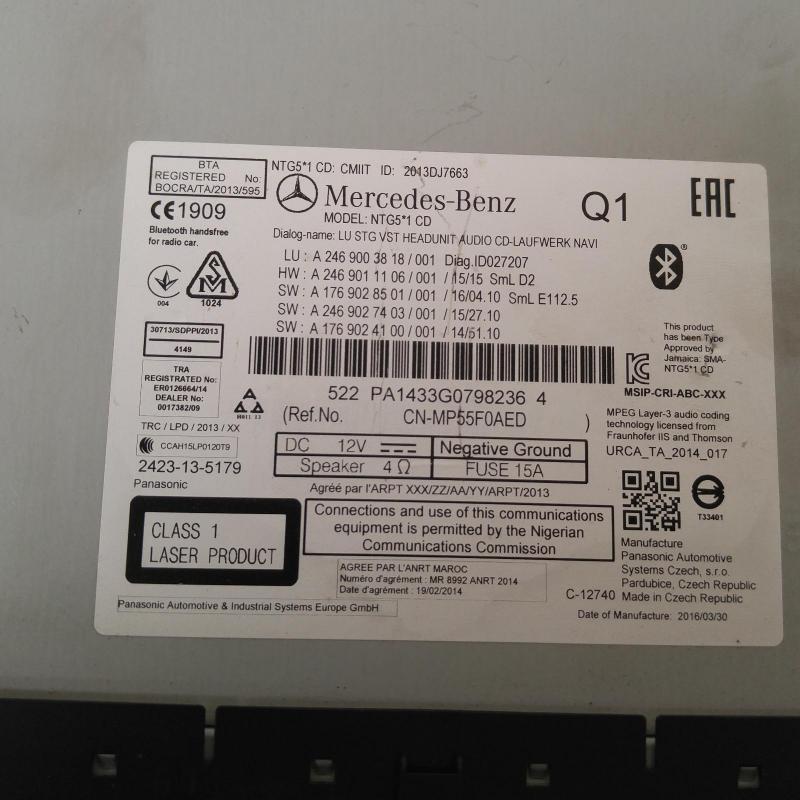 BTA
REGISTERED No:
BOCRA/TA/2013/595
NTG5*1 CD: CMIIT ID: 2013DJ7663
Mercedes-Benz
Q1
EAC
MODEL: NTG5*1 CD
CE1909
Bluetooth handsfree
for radio car.
Dialog-name: LU STG VST HEADUNIT AUDIO CD-LAUFWERK NAVI
LU : A 246 900 38 18 / 001 Diag.ID027207
HW : A 246 901 11 06 / 001 / 15/15 SmL D2
SW : A 176 902 85 01 / 001 / 16/04.10 SmL E112.5
SW : A 246 902 74 03 / 001 / 15/27.10
SW : A 176 902 41 00 / 001 / 14/51.10
®
004
SM
1024
30713/SDPPI/2013
4149
This product
has been Type
Approved by
Jamaica: SMA-
NTG5*1 CD
MSIP-CRI-ABC-XXX
TRA
REGISTERED No:
ER0126664/14
DEALER No:
0017382/09
522 PA1433G0798236 4
(Ref.No. CN-MP55F0AED )
MPEG Layer-3 audio coding
technology licensed from
Fraunhofer IIS and Thomson
URCA_TA_2014_017
TRC / LPD / 2013 / XX
CCAH15LP0120T9
2423-13-5179
Panasonic
DC 12V Negative Ground
Speaker 4 Ω FUSE 15A
Agréé par l'ARPT XXX/ZZ/AA/YY/ARPT/2013
T33401
CLASS 1
LASER PRODUCT
Connections and use of this communications
equipment is permitted by the Nigerian
Communications Commission
AGREE PAR L'ANRT MAROC
Numéro d'agrément : MR 8992 ANRT 2014
Date d'agrément : 19/02/2014
Manufacture
Panasonic Automotive
Systems Czech, s.r.o.
Pardubice, Czech Republic
C-12740 Made in Czech Republic
Panasonic Automotive & Industrial Systems Europe GmbH
Date of Manufacture: 2016/03/30